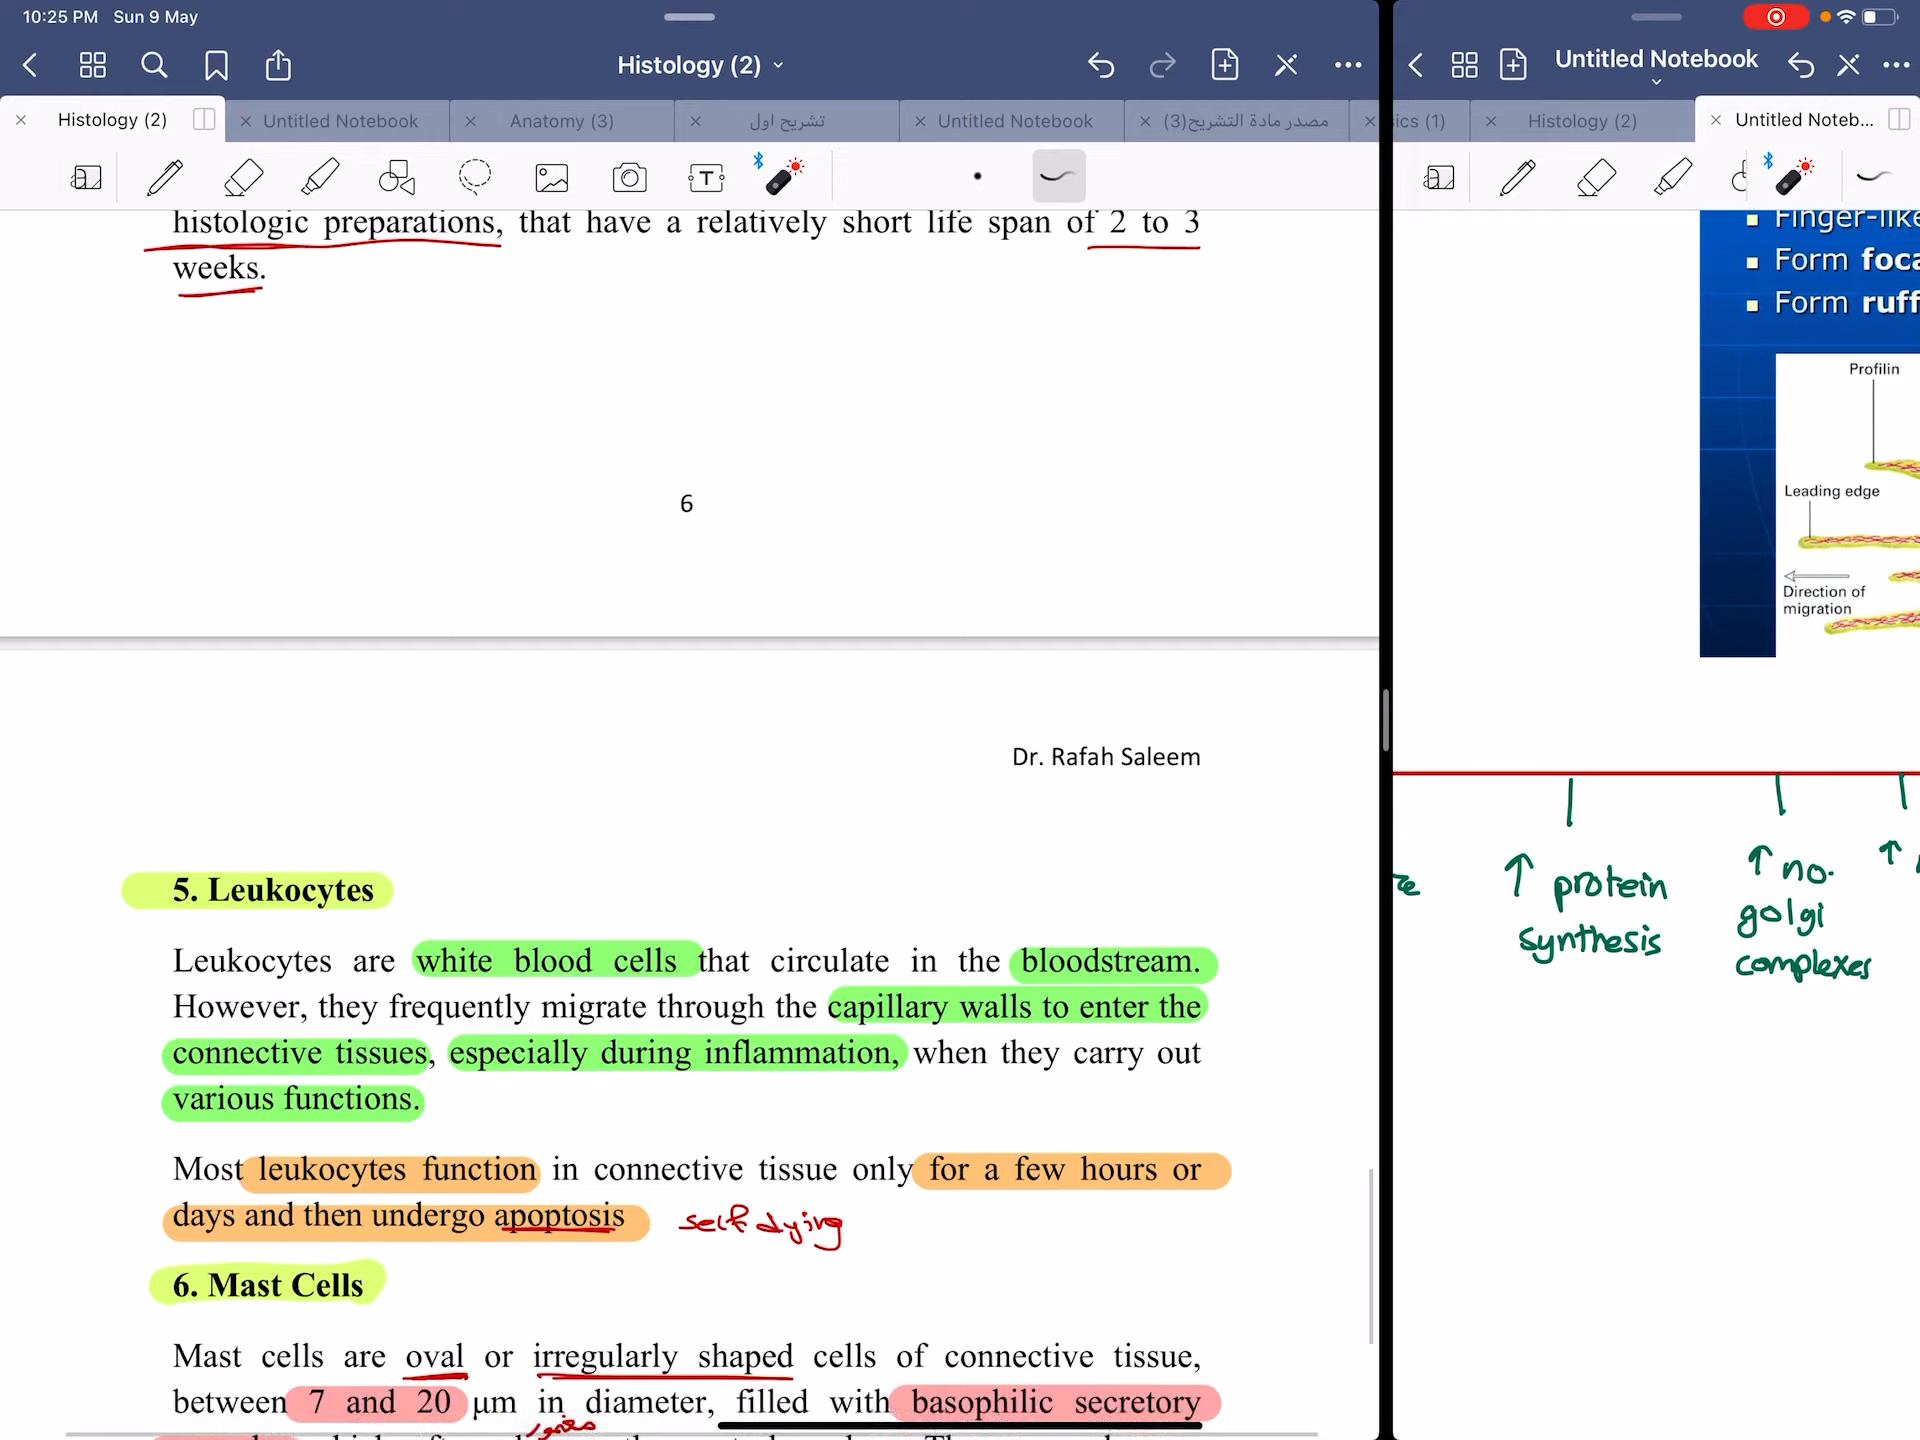 10:25 PM Sun 9 May
Histology (2)
Histology (2)
Untitled Notebook
Anatomy (3)
تشريح اول
Untitled Notebook
مصدر مادة التشريح(3)
histologic preparations, that have a relatively short life span of 2 to 3
weeks.
6
Dr. Rafah Saleem
5. Leukocytes
Leukocytes are white blood cells that circulate in the bloodstream.
However, they frequently migrate through the capillary walls to enter the
connective tissues, especially during inflammation, when they carry out
various functions.
Most leukocytes function in connective tissue only for a few hours or
days and then undergo apoptosis
self dying
6. Mast Cells
Mast cells are oval or irregularly shaped cells of connective tissue,
between 7 and 20 μm in diameter, filled with basophilic secretory
Untitled Notebook
ics (1)
Histology (2)
Untitled Noteb...
Finger-like
Form foca
Form ruff
Profilin
Leading edge
Direction of
migration
↑ protein
synthesis
↑ no.
golgi
complexes
↑